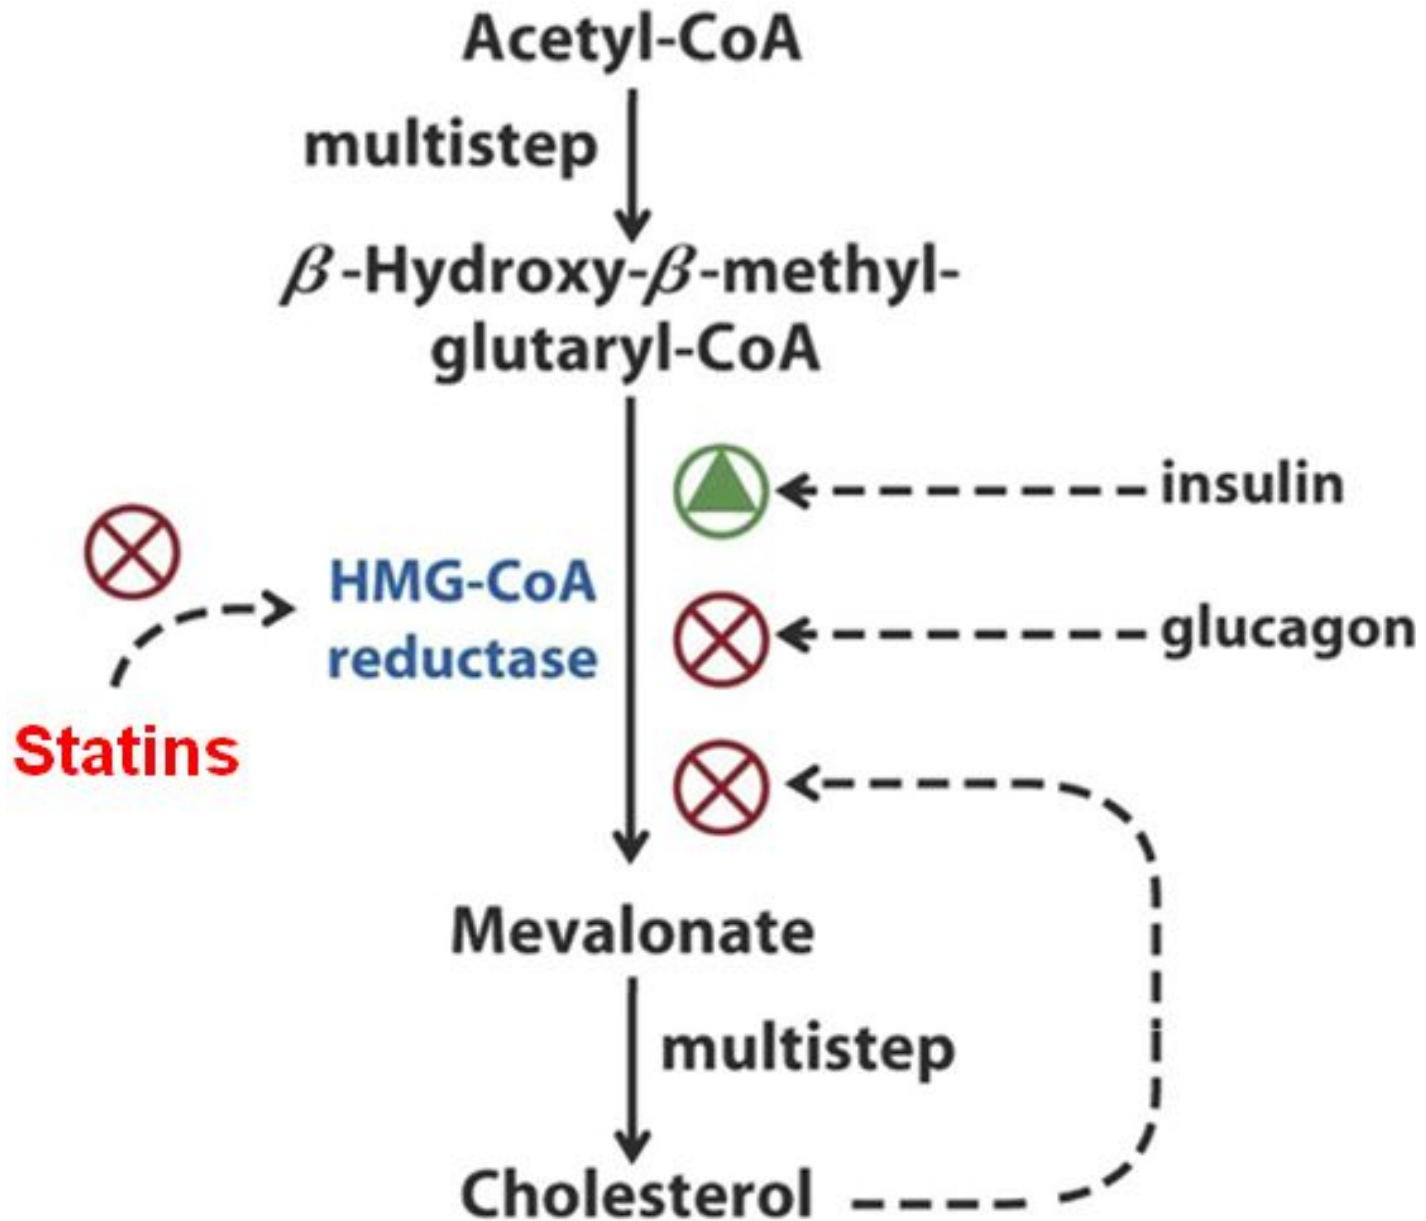 Acetyl-CoA
multistep
β-Hydroxy-β-methyl-
glutaryl-CoA
insulin
HMG-CoA
reductase
glucagon
Statins
Mevalonate
multistep
Cholesterol